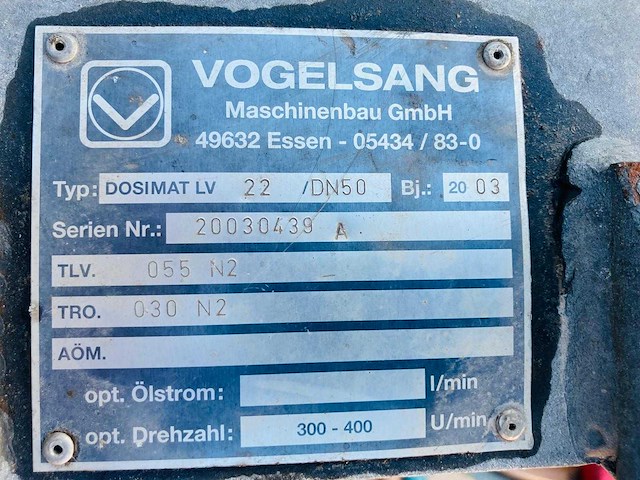 VOGELSANG
Maschinenbau GmbH
49632 Essen - 05434 / 83-0
Typ: DOSIMAT LV 22 /DN50 Bj.: 20 03
Serien Nr.: 20030439 A
TLV. 055 N2
TRO. 030 N2
AÖM.
opt. Ölstrom: l/min
opt. Drehzahl: 300 - 400 U/min